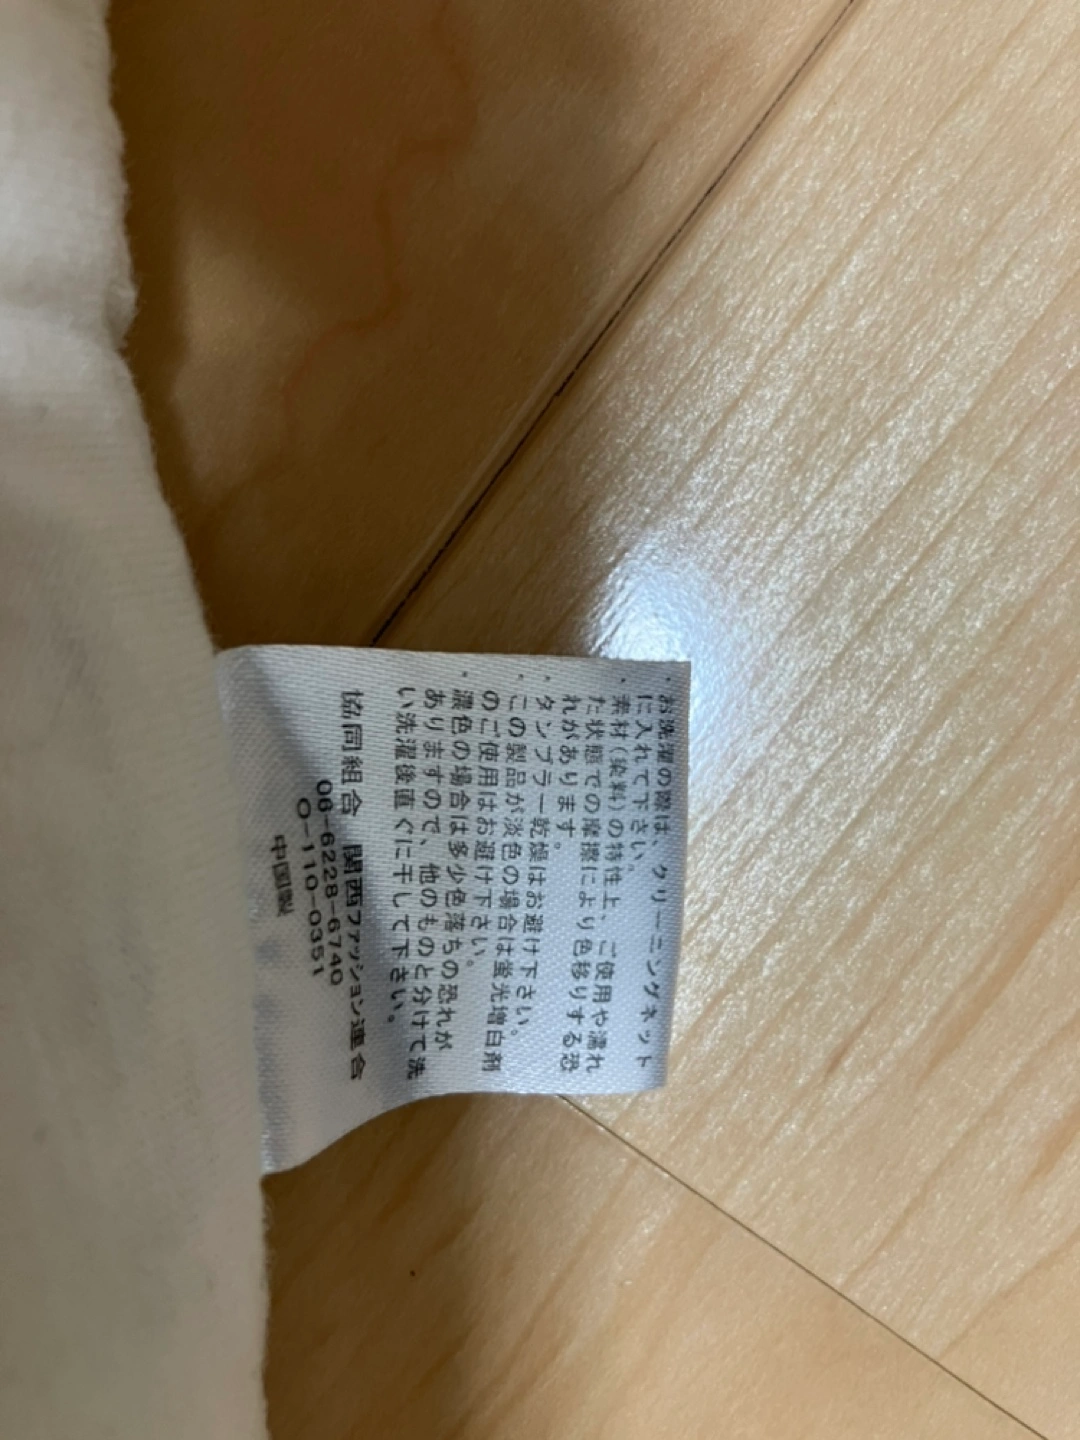 ・お洗濯の際は、クリーニングネット
に入れて下さい。
・素材(染料)の特性上、ご使用や濡れ
た状態での摩擦により色移りする恐
れがあります。
・タンブラー乾燥はお避け下さい。
・この製品が淡色の場合は蛍光増白剤
のご使用はお避け下さい。
・濃色の場合は多少色落ちの恐れが
ありますので、他のものと分けて洗
い洗濯後直ぐに干して下さい。
協同組合 関西ファッション連合
06-6228-6740
O-110-0351
中国製